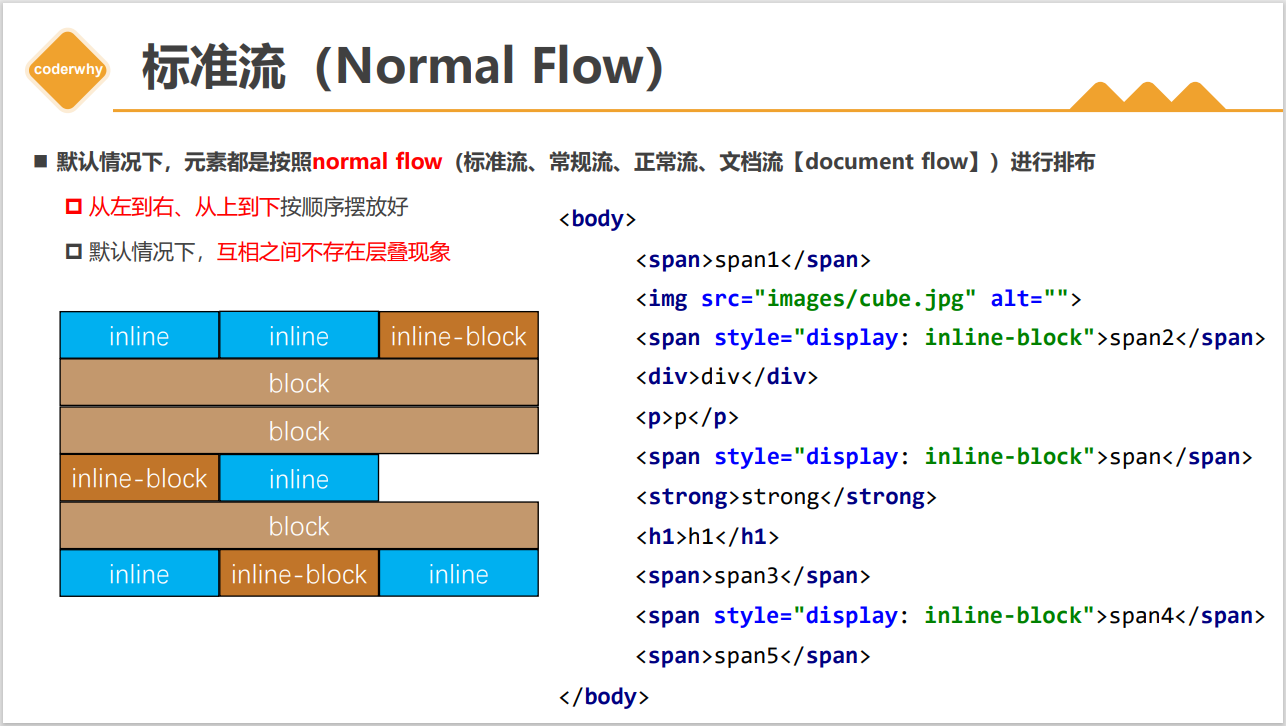 coderwhy
标准流（Normal Flow）
默认情况下，元素都是按照normal flow（标准流、常规流、正常流、文档流【document flow】）进行排布
从左到右、从上到下按顺序摆放好
默认情况下，互相之间不存在层叠现象
inline inline inline-block
block
block
inline-block inline
block
inline inline-block inline
<body>
<span>span1</span>
<img src="images/cube.jpg" alt="">
<span style="display: inline-block">span2</span>
<div>div</div>
<p>p</p>
<span style="display: inline-block">span</span>
<strong>strong</strong>
<h1>h1</h1>
<span>span3</span>
<span style="display: inline-block">span4</span>
<span>span5</span>
</body>